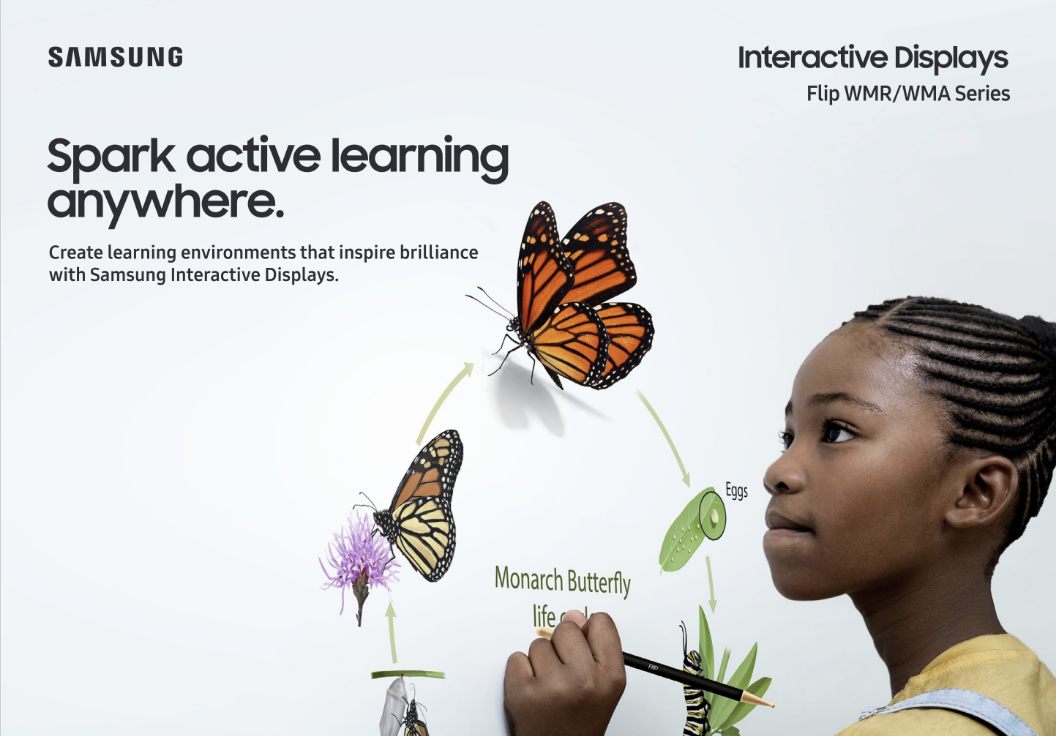 SAMSUNG
Interactive Displays
Flip WMR/WMA Series
Spark active learning
anywhere.
Create learning environments that inspire brilliance
with Samsung Interactive Displays.
Eggs
Monarch Butterfly
life